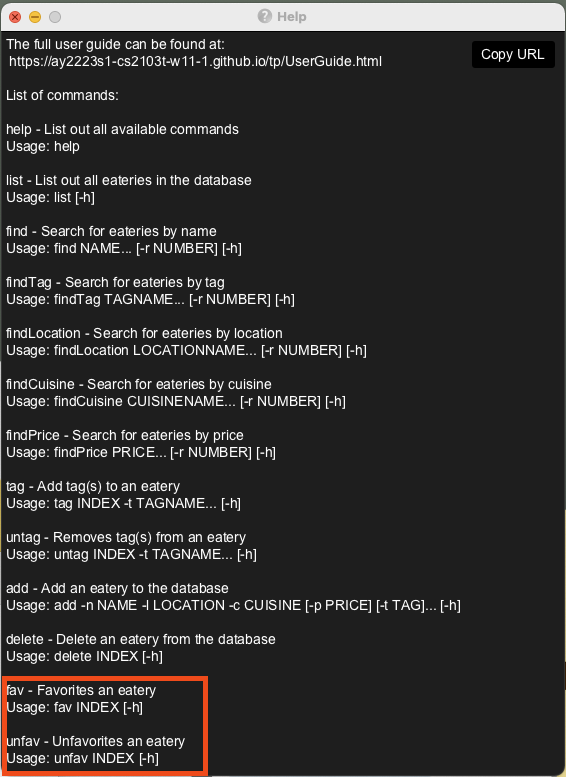 Help
The full user guide can be found at:
https://ay2223s1-cs2103t-w11-1.github.io/tp/UserGuide.html
Copy URL
List of commands:
help - List out all available commands
Usage: help
list - List out all eateries in the database
Usage: list [-h]
find - Search for eateries by name
Usage: find NAME... [-r NUMBER] [-h]
findTag - Search for eateries by tag
Usage: findTag TAGNAME... [-r NUMBER] [-h]
findLocation - Search for eateries by location
Usage: findLocation LOCATIONNAME... [-r NUMBER] [-h]
findCuisine - Search for eateries by cuisine
Usage: findCuisine CUISINENAME... [-r NUMBER] [-h]
findPrice - Search for eateries by price
Usage: findPrice PRICE... [-r NUMBER] [-h]
tag - Add tag(s) to an eatery
Usage: tag INDEX -t TAGNAME... [-h]
untag - Removes tag(s) from an eatery
Usage: untag INDEX -t TAGNAME... [-h]
add - Add an eatery to the database
Usage: add -n NAME -l LOCATION -c CUISINE [-p PRICE] [-t TAG]... [-h]
delete - Delete an eatery from the database
Usage: delete INDEX [-h]
fav - Favorites an eatery
Usage: fav INDEX [-h]
unfav - Unfavorites an eatery
Usage: unfav INDEX [-h]